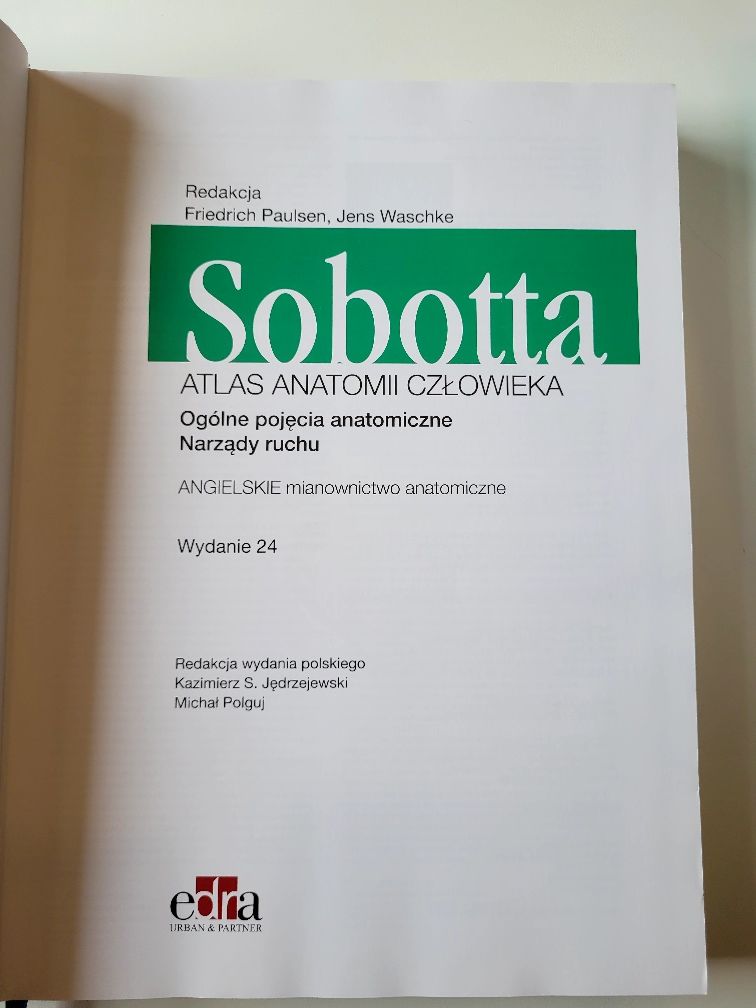 Redakcja
Friedrich Paulsen, Jens Waschke
Sobotta
ATLAS ANATOMII CZŁOWIEKA
Ogólne pojęcia anatomiczne
Narządy ruchu
ANGIELSKIE mianownictwo anatomiczne
Wydanie 24
Redakcja wydania polskiego
Kazimierz S. Jędrzejewski
Michał Polguj
edra
URBAN & PARTNER